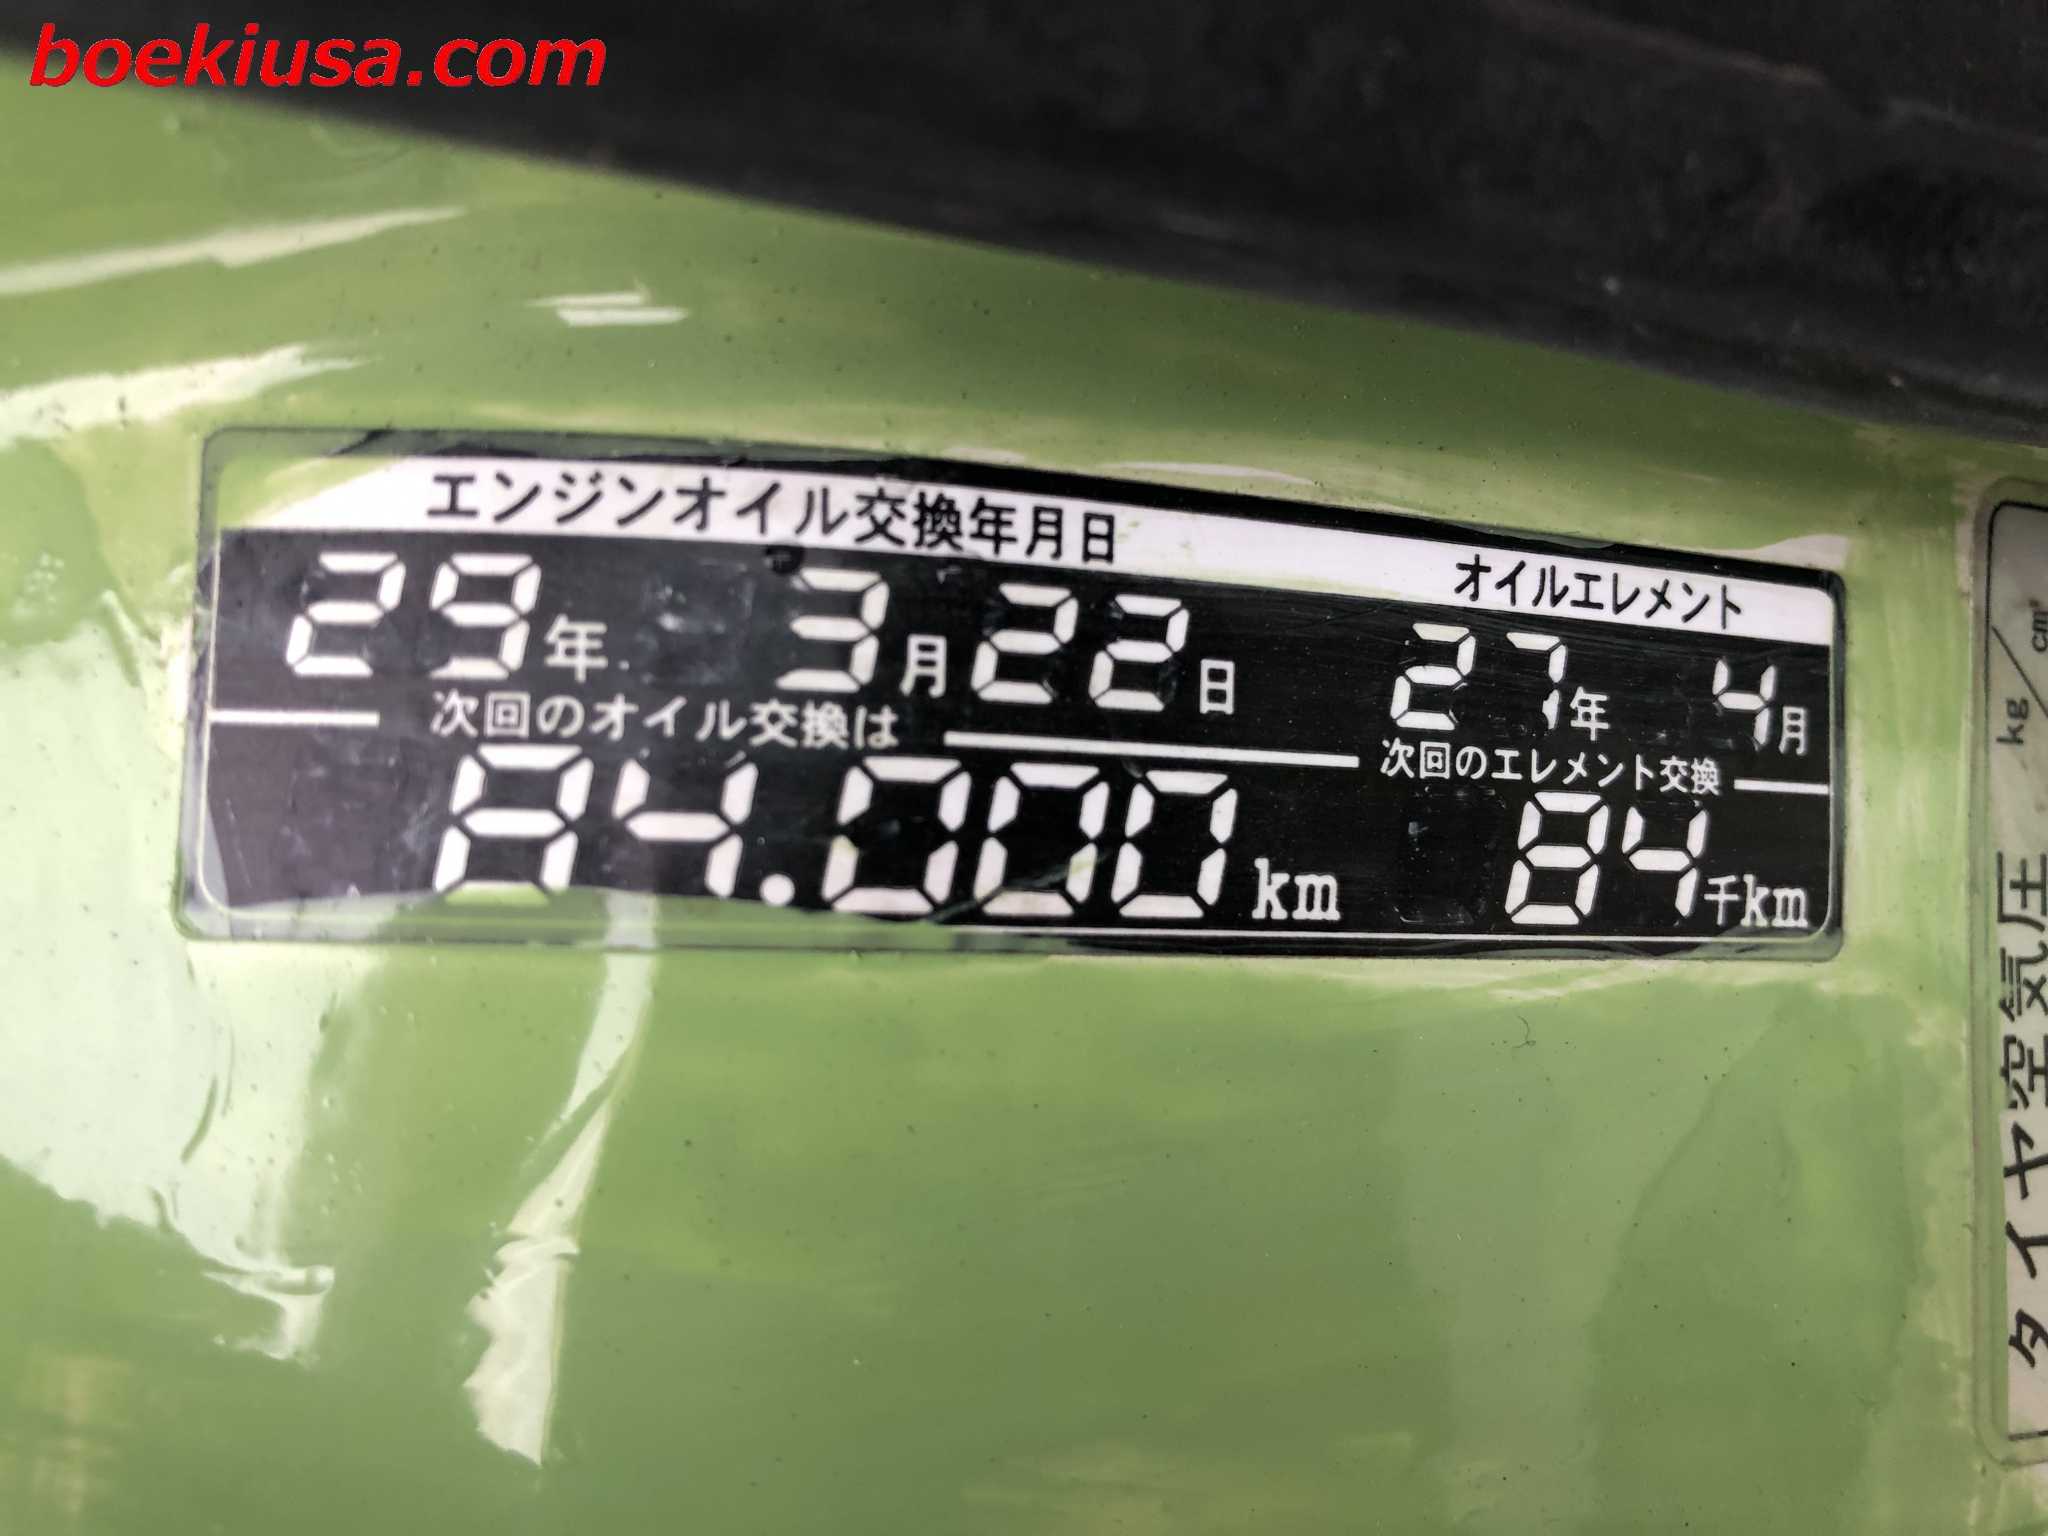 boekiusa.com
エンジンオイル交換年月日
オイルエレメント
29年 3月22日
27年 4月
次回のオイル交換は
次回のエレメント交換
84.000km
84千km
タイヤ空気圧 kg/cm²